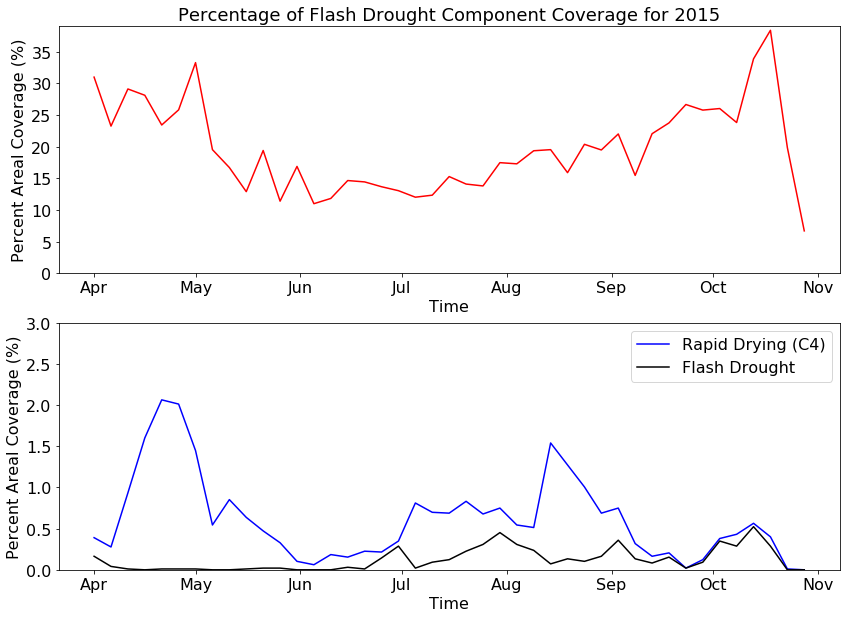 Percentage of Flash Drought Component Coverage for 2015
Percent Areal Coverage (%)
35
30
25
20
15
10
5
0
Apr May Jun Jul Aug Sep Oct Nov
Time
Percent Areal Coverage (%)
3.0
2.5
2.0
1.5
1.0
0.5
0.0
Rapid Drying (C4)
Flash Drought
Apr May Jun Jul Aug Sep Oct Nov
Time